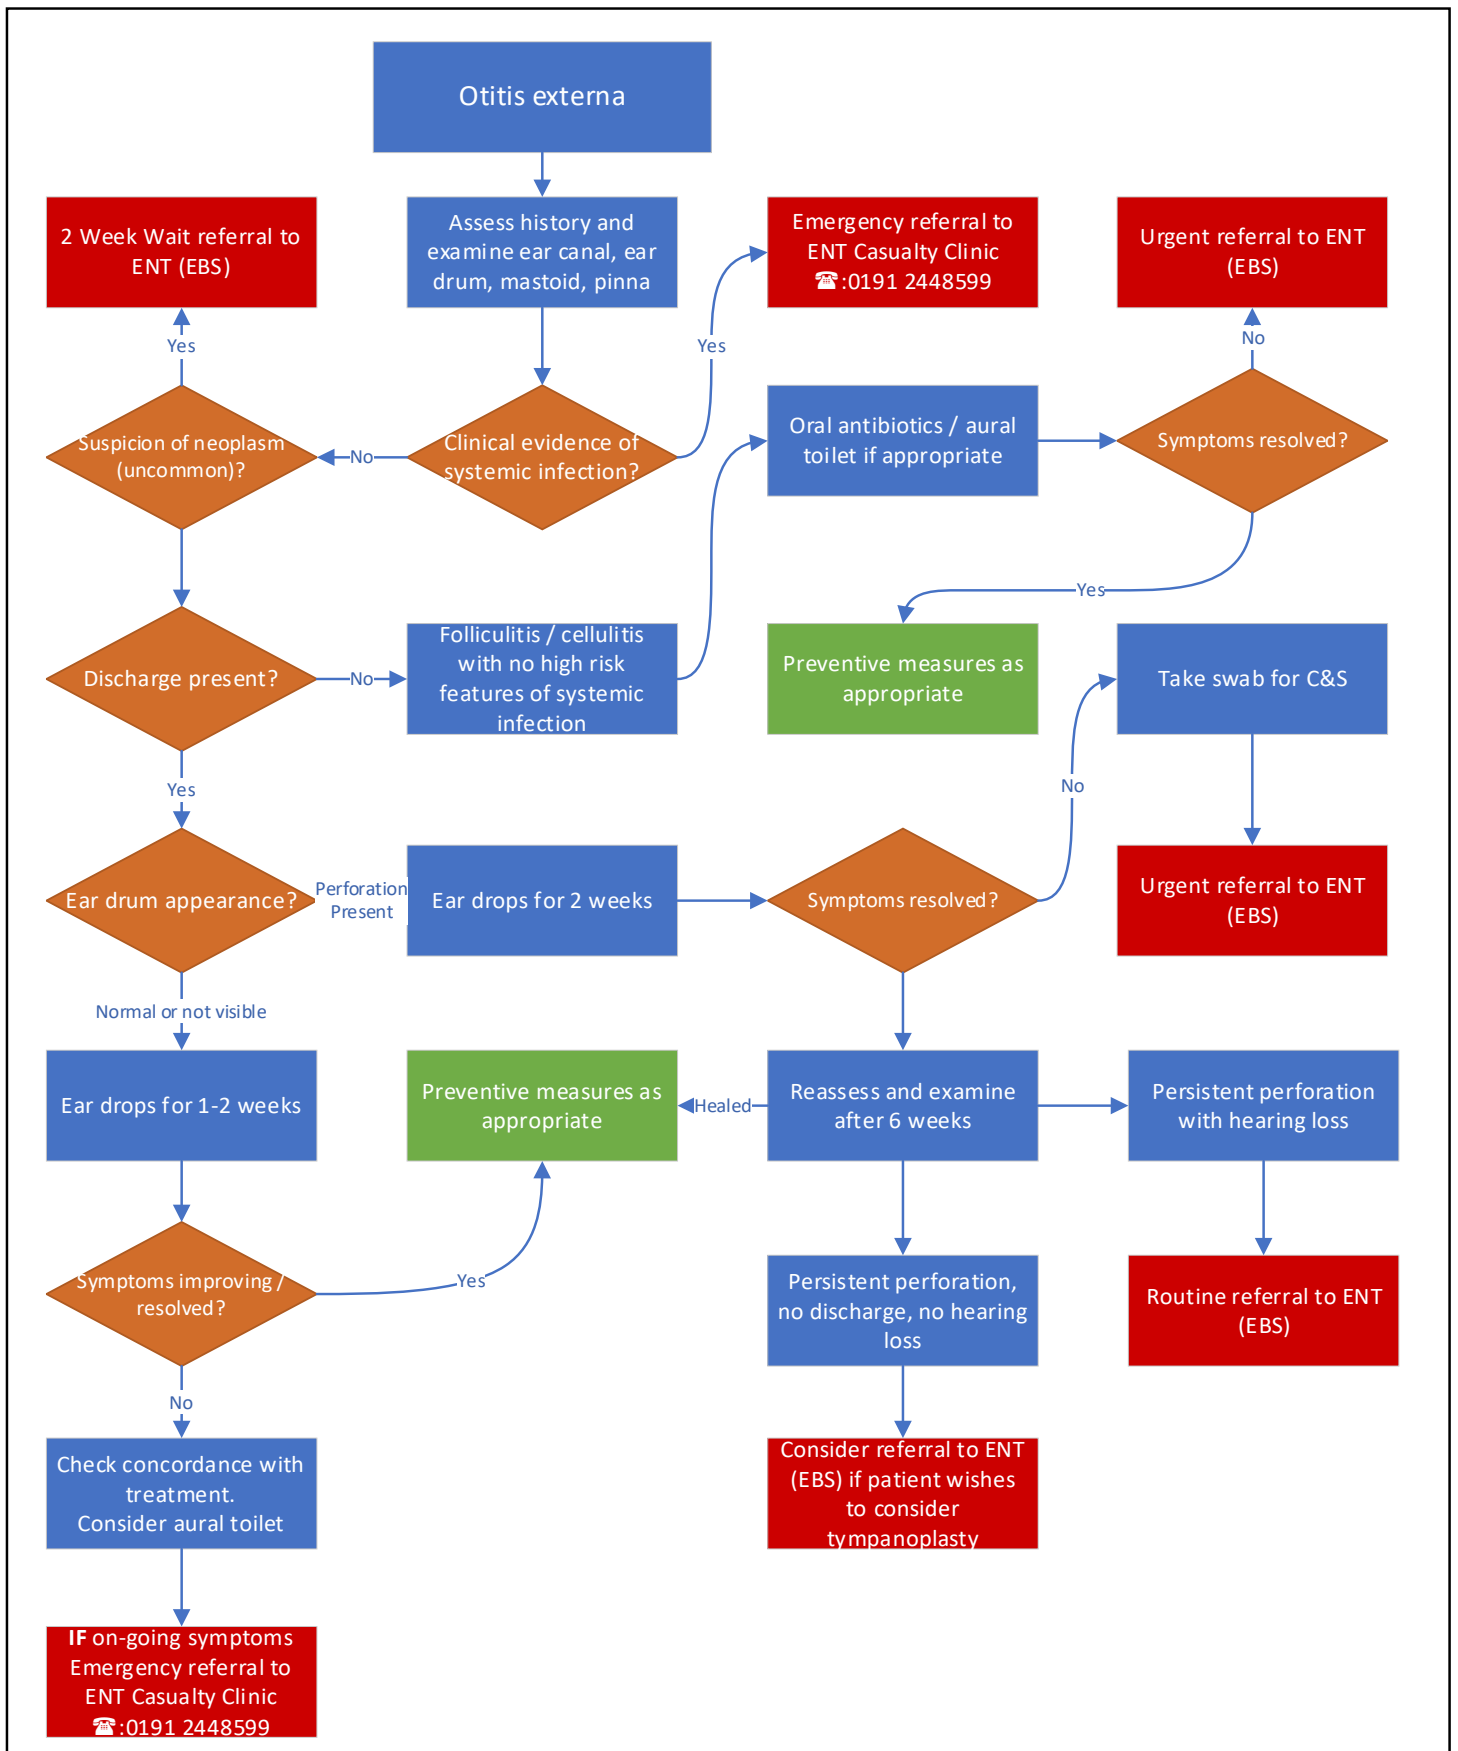 Otitis externa
2 Week Wait referral to
ENT (EBS)
Assess history and
examine ear canal, ear
drum, mastoid, pinna
Emergency referral to
ENT Casualty Clinic
☎:0191 2448599
Urgent referral to ENT
(EBS)
Yes
Yes
No
Suspicion of neoplasm
(uncommon)?
No
Clinical evidence of
systemic infection?
Oral antibiotics / aural
toilet if appropriate
Symptoms resolved?
Yes
Discharge present?
No
Folliculitis / cellulitis
with no high risk
features of systemic
infection
Preventive measures as
appropriate
Take swab for C&S
Yes
No
Ear drum appearance?
Perforation
Present
Ear drops for 2 weeks
Symptoms resolved?
Urgent referral to ENT
(EBS)
Normal or not visible
Ear drops for 1-2 weeks
Preventive measures as
appropriate
Healed
Reassess and examine
after 6 weeks
Persistent perforation
with hearing loss
Symptoms improving /
resolved?
Yes
Persistent perforation,
no discharge, no hearing
loss
Routine referral to ENT
(EBS)
No
Check concordance with
treatment.
Consider aural toilet
Consider referral to ENT
(EBS) if patient wishes
to consider
tympanoplasty
IF on-going symptoms
Emergency referral to
ENT Casualty Clinic
☎:0191 2448599